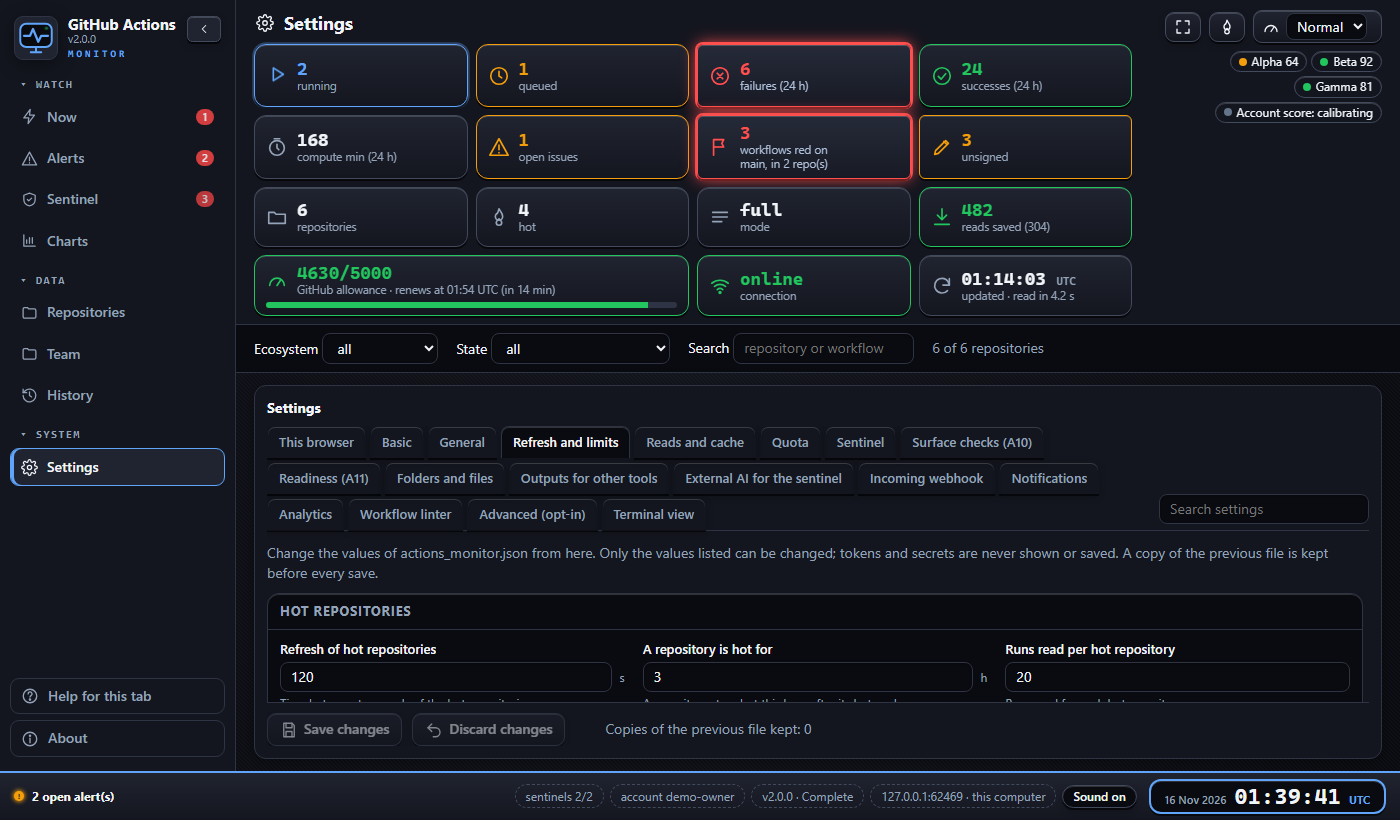 GitHub Actions
v2.0.0
MONITOR
WATCH
Now 1
Alerts 2
Sentinel 3
Charts
DATA
Repositories
Team
History
SYSTEM
Settings
Help for this tab
About
Settings
Normal
2
running
1
queued
6
failures (24 h)
24
successes (24 h)
Alpha 64
Beta 92
Gamma 81
Account score: calibrating
168
compute min (24 h)
1
open issues
3
workflows red on
main, in 2 repo(s)
3
unsigned
6
repositories
4
hot
full
mode
482
reads saved (304)
4630/5000
GitHub allowance · renews at 01:54 UTC (in 14 min)
online
connection
01:14:03 UTC
updated · read in 4.2 s
Ecosystem all State all Search repository or workflow 6 of 6 repositories
Settings
This browser Basic General Refresh and limits Reads and cache Quota Sentinel Surface checks (A10)
Readiness (A11) Folders and files Outputs for other tools External AI for the sentinel Incoming webhook Notifications
Analytics Workflow linter Advanced (opt-in) Terminal view
Search settings
Change the values of actions_monitor.json from here. Only the values listed can be changed; tokens and secrets are never shown or saved. A copy of the previous file is kept
before every save.
HOT REPOSITORIES
Refresh of hot repositories A repository is hot for Runs read per hot repository
120 s 3 h 20
Save changes Discard changes Copies of the previous file kept: 0
2 open alert(s) sentinels 2/2 account demo-owner v2.0.0 · Complete 127.0.0.1:62469 · this computer Sound on 16 Nov 2026 01:39:41 UTC